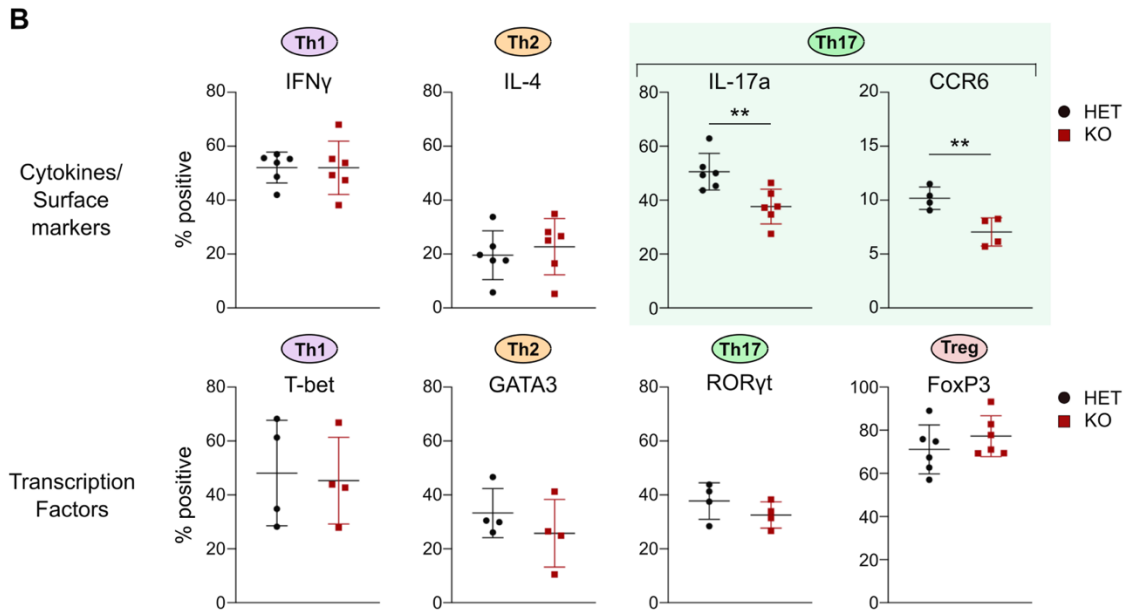 B
Th1
Th2
Th17
IFNγ
IL-4
IL-17a
CCR6
80
60
40
20
0
80
60
40
20
0
80
60
40
20
0
20
15
10
5
0
**
**
HET
KO
Cytokines/
Surface
markers
% positive
Th1
Th2
Th17
Treg
T-bet
GATA3
RORγt
FoxP3
80
60
40
20
0
80
60
40
20
0
80
60
40
20
0
100
80
60
40
20
0
HET
KO
Transcription
Factors
% positive